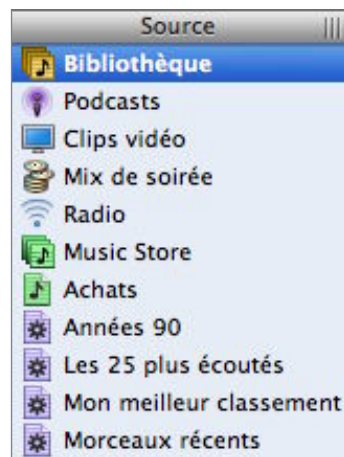 Source
Bibliothèque
Podcasts
Clips vidéo
Mix de soirée
Radio
Music Store
Achats
Années 90
Les 25 plus écoutés
Mon meilleur classement
Morceaux récents